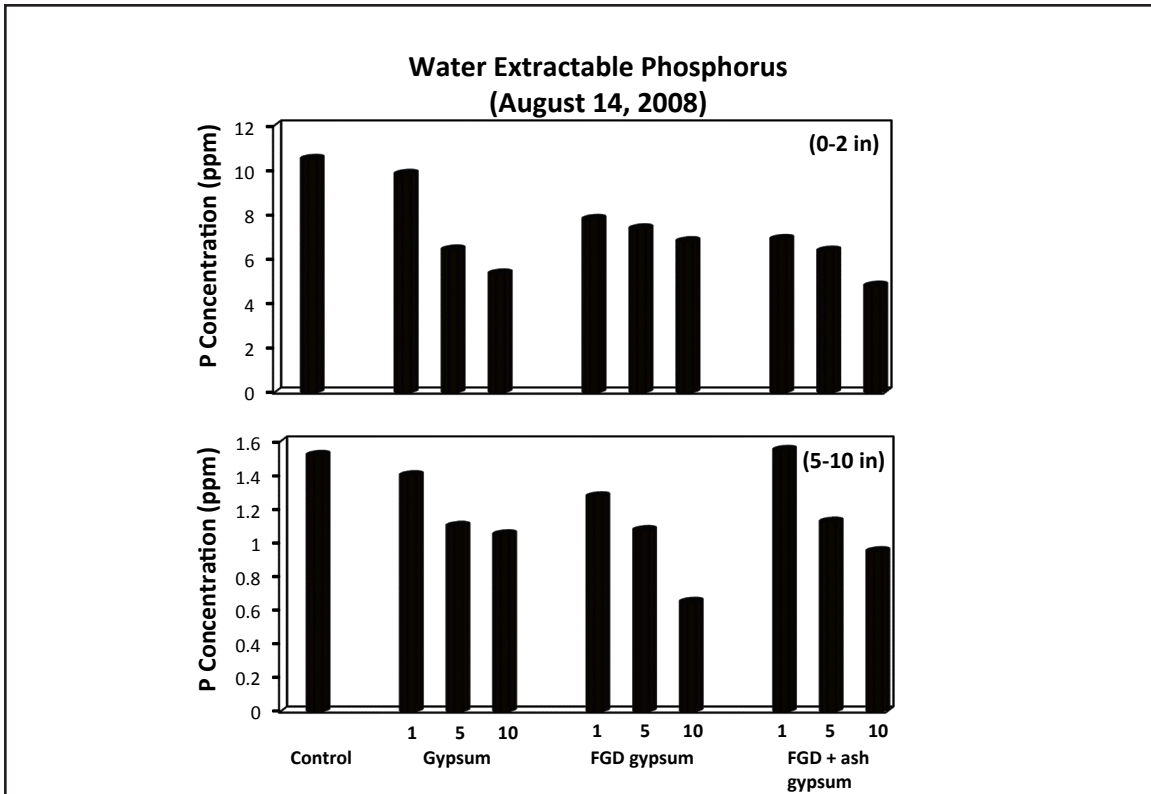 Water Extractable Phosphorus
(August 14, 2008)
P Concentration (ppm)
12
10
8
6
4
2
0
(0-2 in)
P Concentration (ppm)
1.6
1.4
1.2
1
0.8
0.6
0.4
0.2
0
(5-10 in)
1 5 10 1 5 10 1 5 10
Control Gypsum FGD gypsum FGD + ash
gypsum